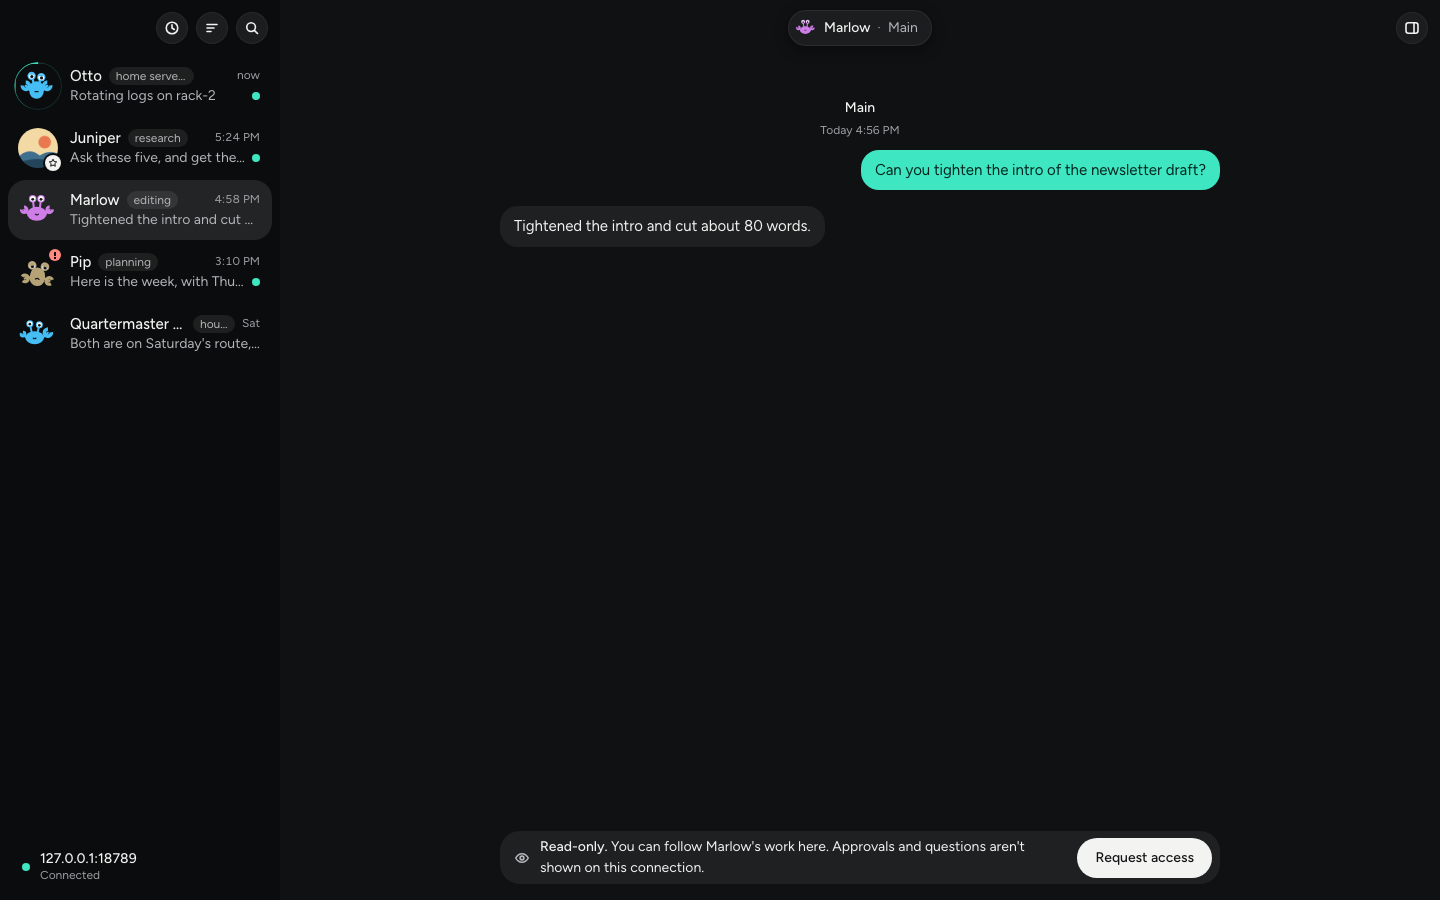 Otto home serve... now
Rotating logs on rack-2
Juniper research 5:24 PM
Ask these five, and get the...
Marlow editing 4:58 PM
Tightened the intro and cut ...
Pip planning 3:10 PM
Here is the week, with Thu...
Quartermaster ... hou... Sat
Both are on Saturday's route,...
127.0.0.1:18789
Connected
Marlow · Main
Main
Today 4:56 PM
Can you tighten the intro of the newsletter draft?
Tightened the intro and cut about 80 words.
Read-only. You can follow Marlow's work here. Approvals and questions aren't
shown on this connection.
Request access